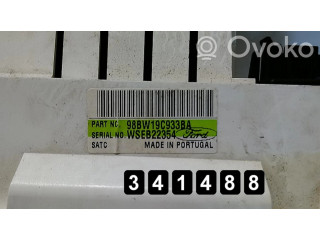 Ovoko
PART NO. 98BW19C933BA
SERIAL NO WSEB22354 Ford
SATC MADE IN PORTUGAL
341488